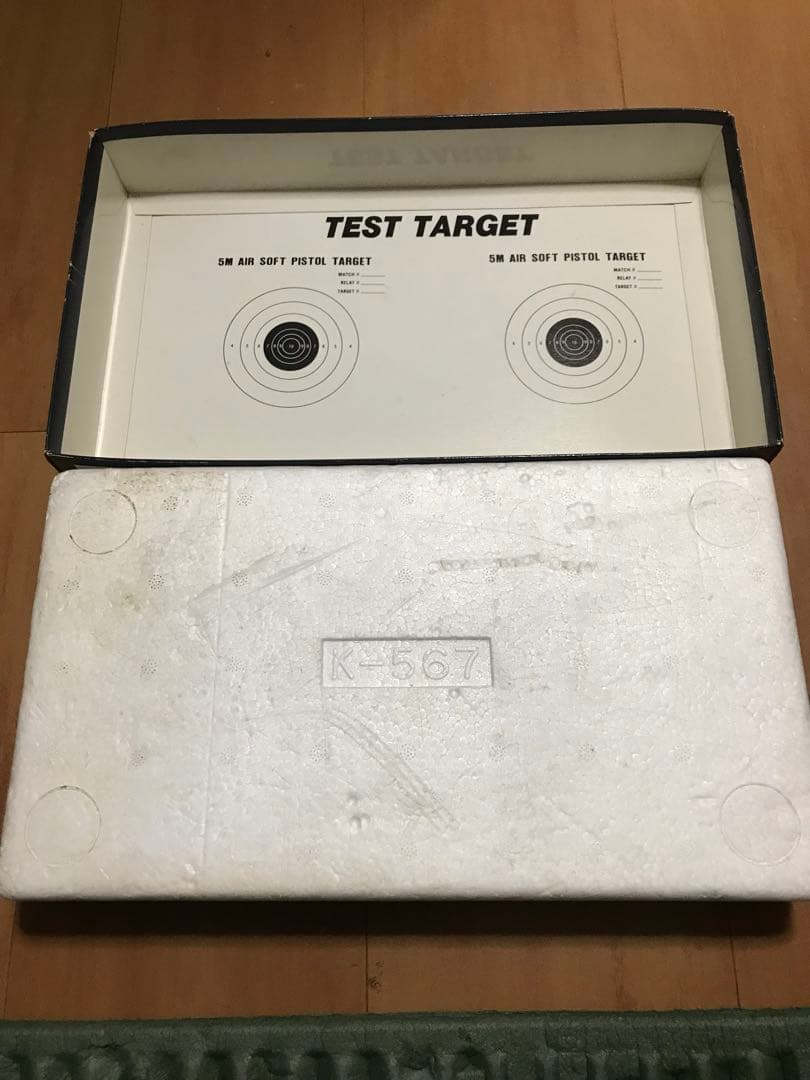 TEST TARGET
5M AIR SOFT PISTOL TARGET
MATCH #
RELAY #
TARGET #
5M AIR SOFT PISTOL TARGET
MATCH #
RELAY #
TARGET #
K-567